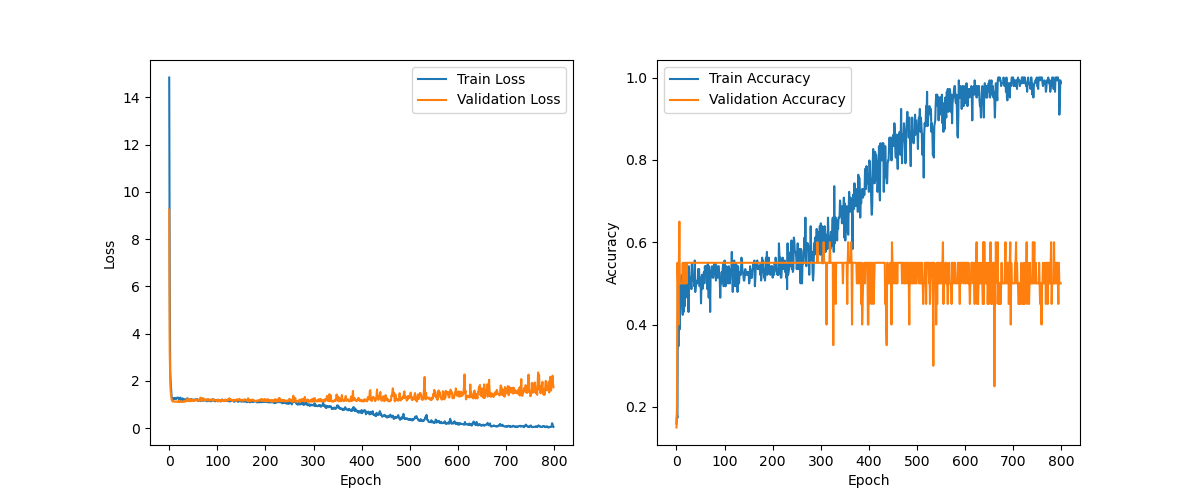 Train Loss
Validation Loss
14
12
10
8
6
4
2
0
Loss
0 100 200 300 400 500 600 700 800
Epoch
Train Accuracy
Validation Accuracy
1.0
0.8
0.6
0.4
0.2
Accuracy
0 100 200 300 400 500 600 700 800
Epoch